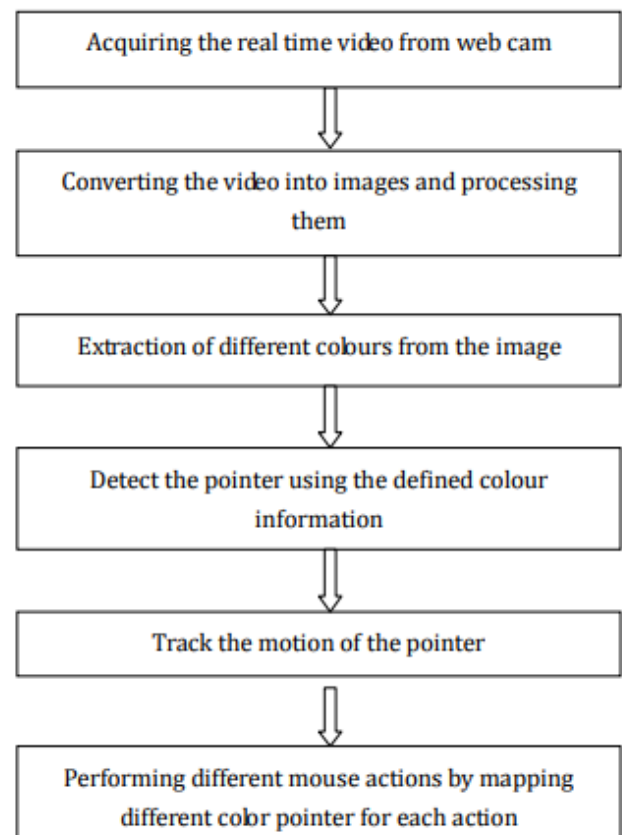 Acquiring the real time video from web cam
Converting the video into images and processing
them
Extraction of different colours from the image
Detect the pointer using the defined colour
information
Track the motion of the pointer
Performing different mouse actions by mapping
different color pointer for each action